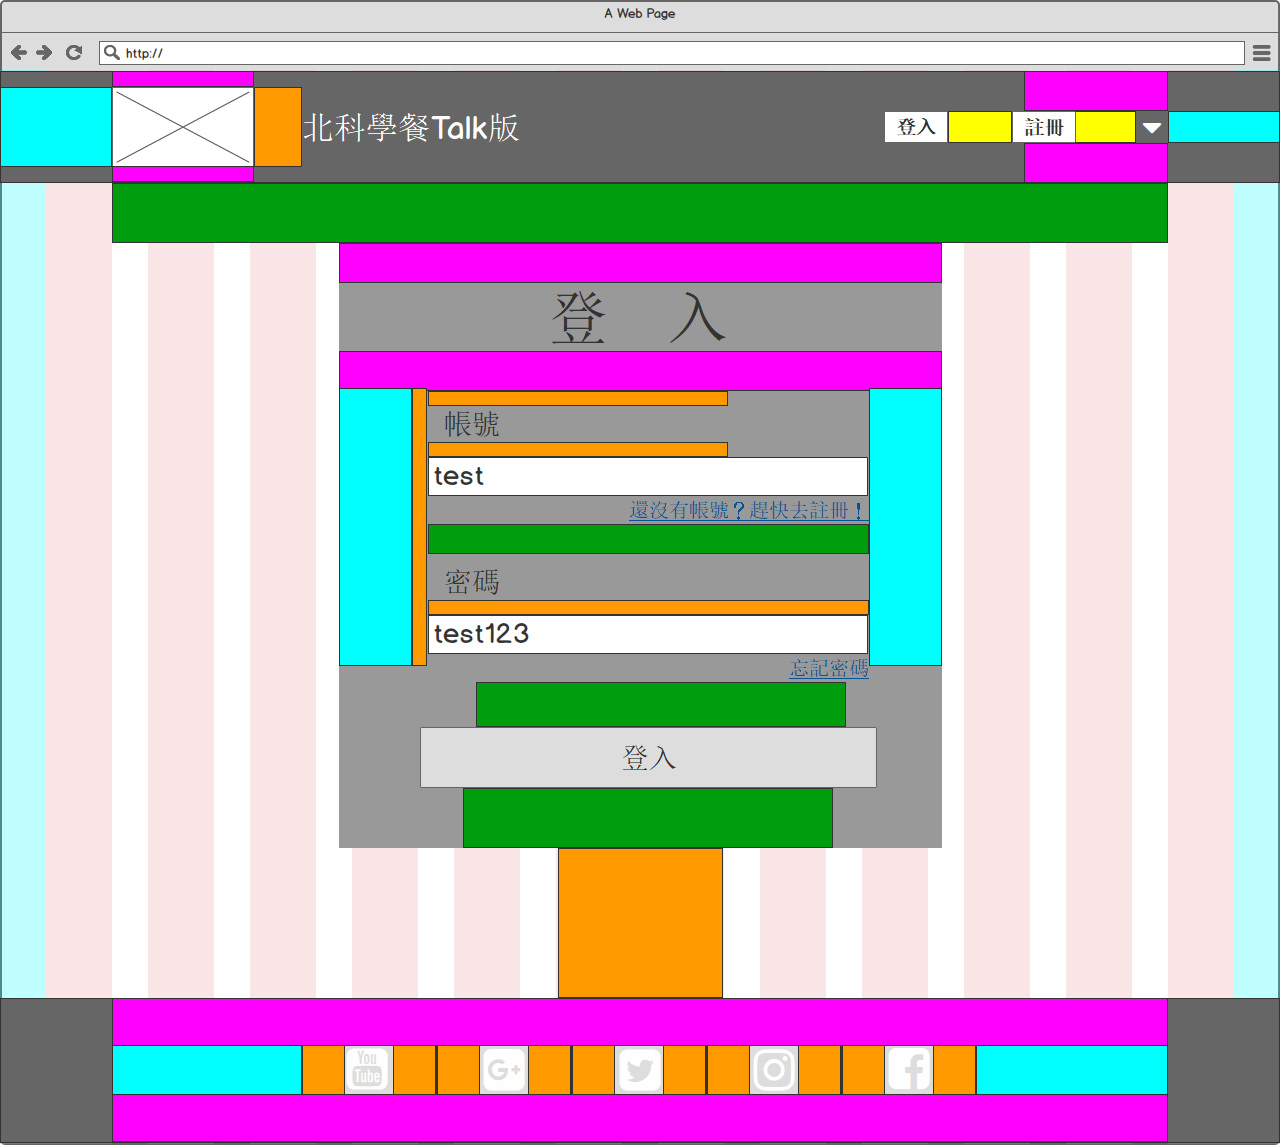 A Web Page
http://
北科學餐Talk版
登入
註冊
登 入
帳號
test
還沒有帳號？趕快去註冊！
密碼
test123
忘記密碼
登入
You
Tube
G+